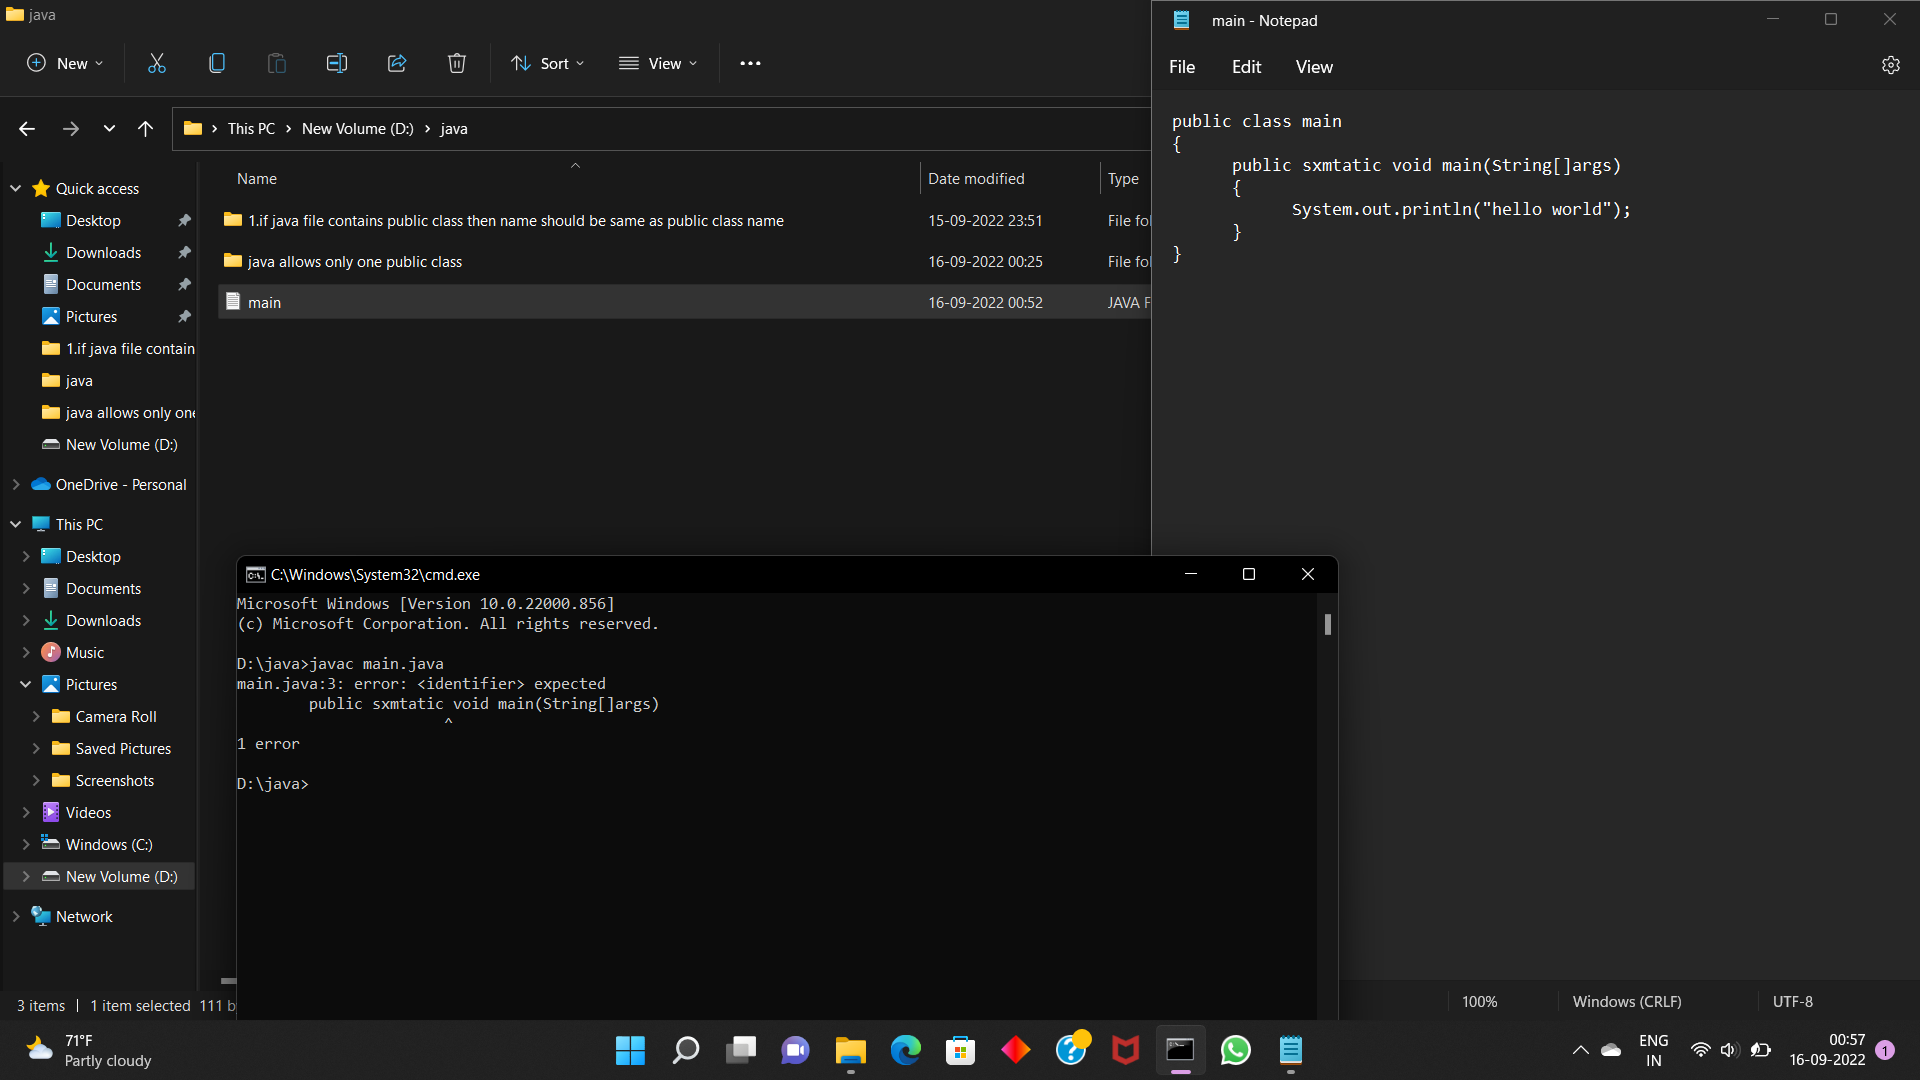 java
New
Sort
View
This PC
New Volume (D:)
java
Name
Date modified
Type
1.if java file contains public class then name should be same as public class name
15-09-2022 23:51
File fo
java allows only one public class
16-09-2022 00:25
File fo
main
16-09-2022 00:52
JAVA F
Quick access
Desktop
Downloads
Documents
Pictures
1.if java file contain
java
java allows only one
New Volume (D:)
OneDrive - Personal
This PC
Desktop
Documents
Downloads
Music
Pictures
Camera Roll
Saved Pictures
Screenshots
Videos
Windows (C:)
New Volume (D:)
Network
3 items
1 item selected 111 b
main - Notepad
File
Edit
View
public class main
{
public sxmtatic void main(String[]args)
{
System.out.println("hello world");
}
}
100%
Windows (CRLF)
UTF-8
C:\Windows\System32\cmd.exe
Microsoft Windows [Version 10.0.22000.856]
(c) Microsoft Corporation. All rights reserved.
D:\java>javac main.java
main.java:3: error: <identifier> expected
public sxmtatic void main(String[]args)
^
1 error
D:\java>
71°F
Partly cloudy
ENG
IN
00:57
16-09-2022
1